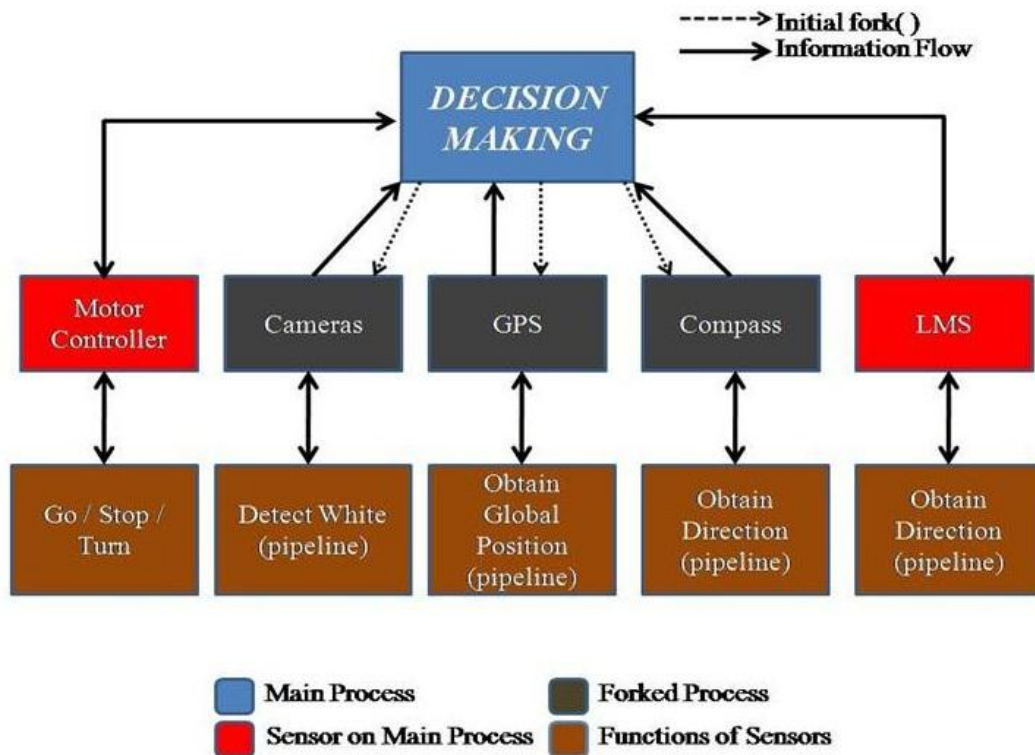 Initial fork( )
Information Flow
DECISION
MAKING
Motor
Controller
Cameras
GPS
Compass
LMS
Go / Stop /
Turn
Detect White
(pipeline)
Obtain
Global
Position
(pipeline)
Obtain
Direction
(pipeline)
Obtain
Direction
(pipeline)
Main Process
Forked Process
Sensor on Main Process
Functions of Sensors